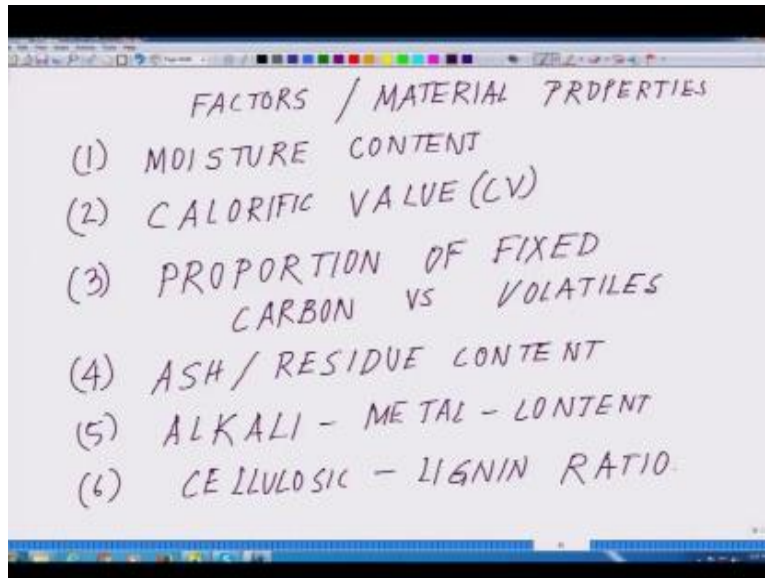 FACTORS / MATERIAL PROPERTIES
(1) MOISTURE CONTENT
(2) CALORIFIC VALUE (CV)
(3) PROPORTION OF FIXED
CARBON VS VOLATILES
(4) ASH / RESIDUE CONTENT
(5) ALKALI - METAL - CONTENT
(6) CELLULOSIC - LIGNIN RATIO.